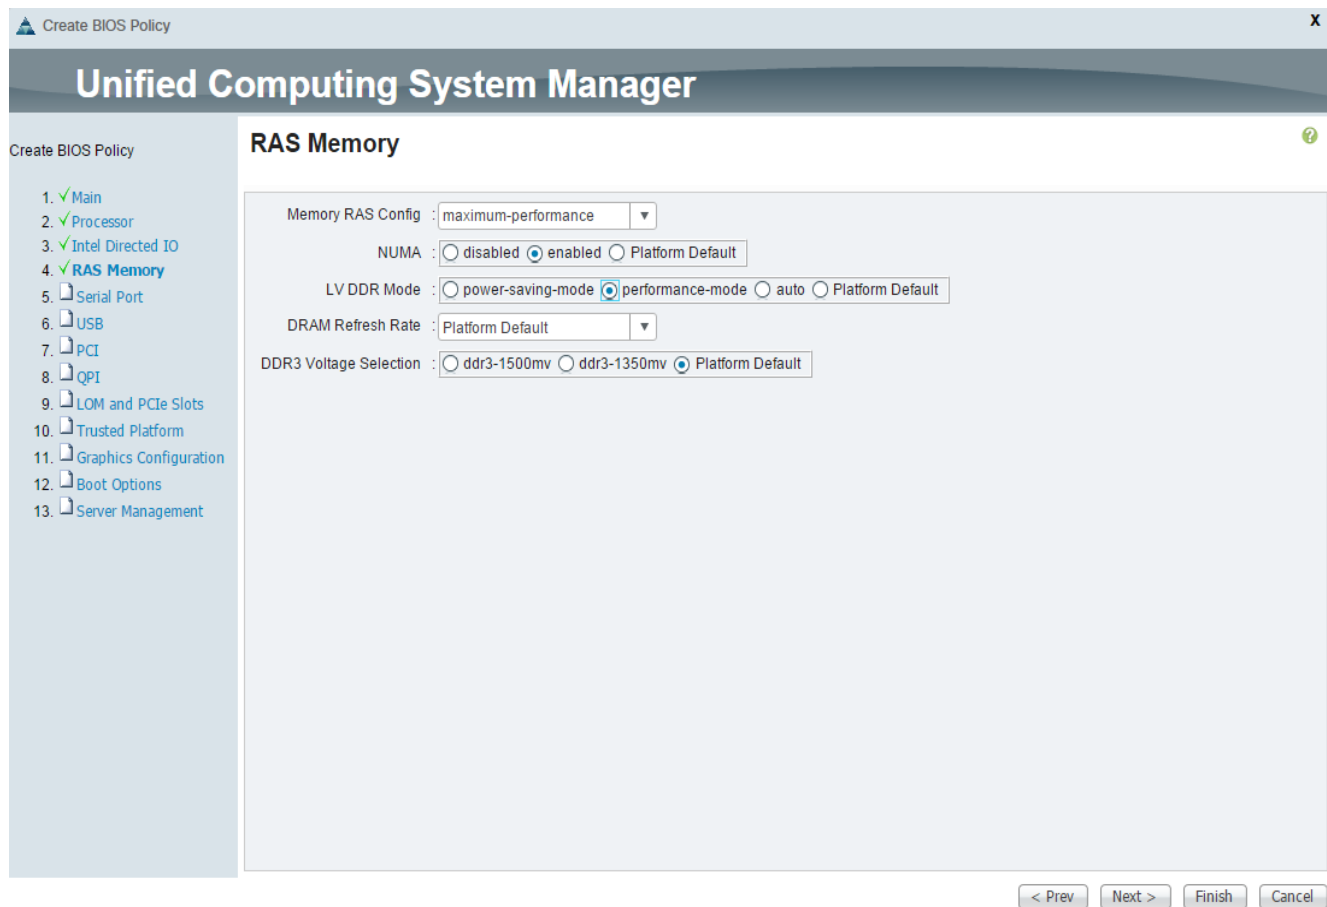 Create BIOS Policy
X
Unified Computing System Manager
Create BIOS Policy
1. Main
2. Processor
3. Intel Directed IO
4. RAS Memory
5. Serial Port
6. USB
7. PCI
8. QPI
9. LOM and PCIe Slots
10. Trusted Platform
11. Graphics Configuration
12. Boot Options
13. Server Management
RAS Memory
?
Memory RAS Config : maximum-performance
NUMA : disabled enabled Platform Default
LV DDR Mode : power-saving-mode performance-mode auto Platform Default
DRAM Refresh Rate : Platform Default
DDR3 Voltage Selection : ddr3-1500mv ddr3-1350mv Platform Default
< Prev Next > Finish Cancel